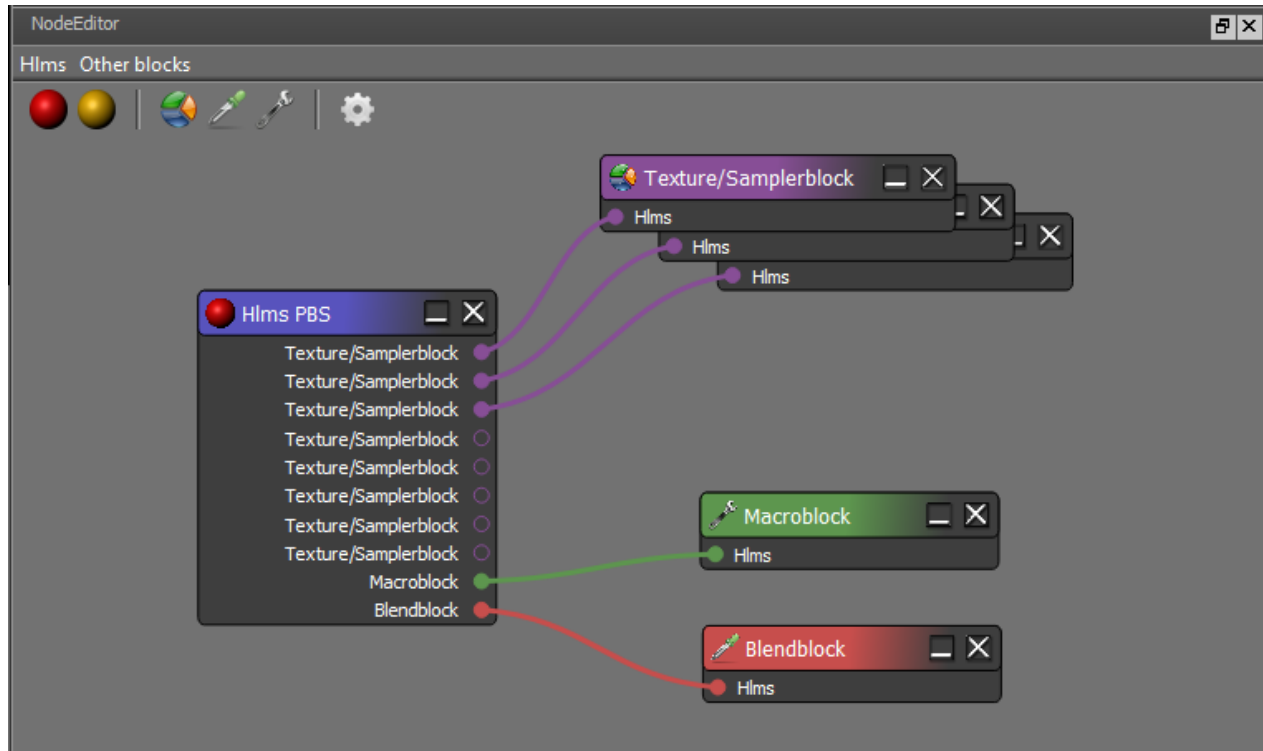 NodeEditor
Hlms Other blocks
Texture/Samplerblock
Hlms
Hlms
Hlms
Hlms PBS
Texture/Samplerblock
Texture/Samplerblock
Texture/Samplerblock
Texture/Samplerblock
Texture/Samplerblock
Texture/Samplerblock
Texture/Samplerblock
Texture/Samplerblock
Macroblock
Blendblock
Macroblock
Hlms
Blendblock
Hlms